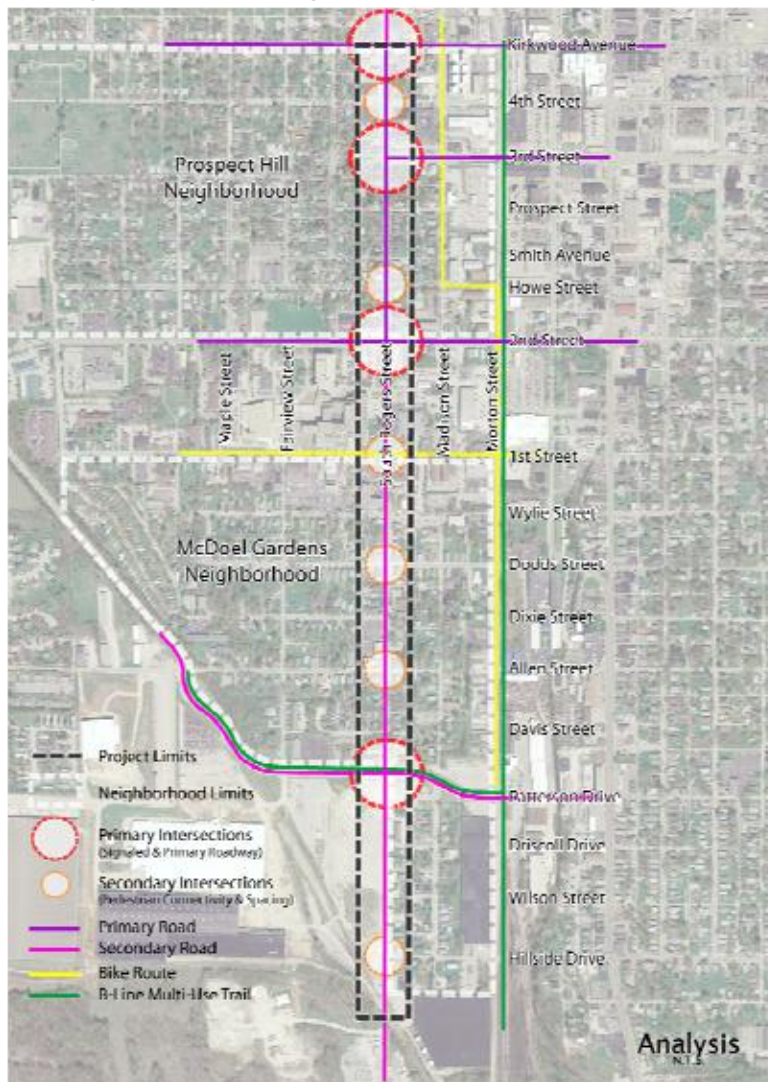 Kirkwood Avenue
4th Street
3rd Street
Prospect Hill
Neighborhood
Prospect Street
Smith Avenue
Howe Street
2nd Street
Maple Street
Fairview Street
South Rogers Street
Madison Street
Morton Street
1st Street
Wylie Street
McDoel Gardens
Neighborhood
Dodds Street
Dixie Street
Allen Street
Davis Street
Project Limits
Neighborhood Limits
Patterson Drive
Primary Intersections
(Signaled & Primary Roadway)
Driscoll Drive
Secondary Intersections
(Pedestrian Connectivity & Spacing)
Wilson Street
Primary Road
Secondary Road
Hillside Drive
Bike Route
B-Line Multi-Use Trail
Analysis
N.T.S.